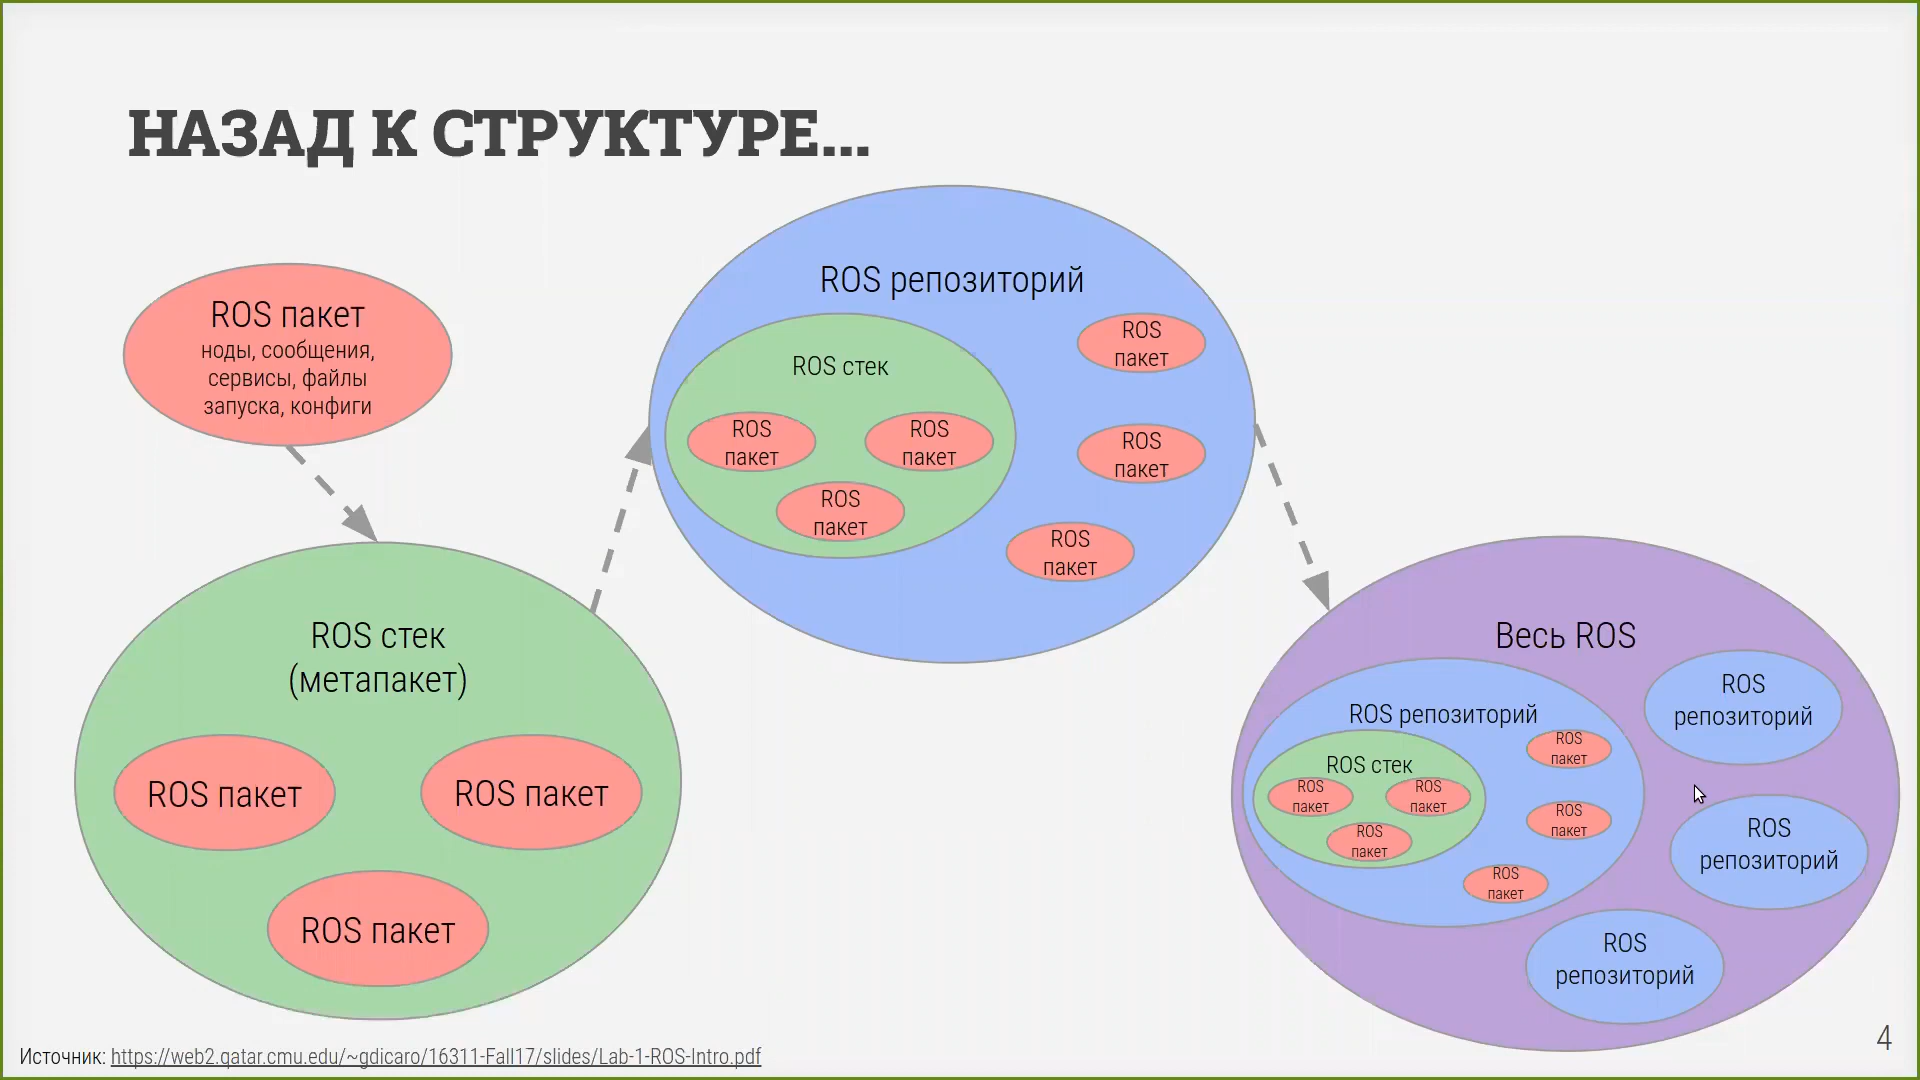 НАЗАД К СТРУКТУРЕ...
ROS пакет
ноды, сообщения,
сервисы, файлы
запуска, конфиги
ROS стек
(метапакет)
ROS пакет
ROS пакет
ROS пакет
ROS репозиторий
ROS стек
ROS
пакет
ROS
пакет
ROS
пакет
ROS
пакет
ROS
пакет
ROS
пакет
Весь ROS
ROS репозиторий
ROS стек
ROS
пакет
ROS
пакет
ROS
пакет
ROS
пакет
ROS
пакет
ROS
пакет
ROS
репозиторий
ROS
репозиторий
ROS
репозиторий
Источник: https://web2.qatar.cmu.edu/~gdicaro/16311-Fall17/slides/Lab-1-ROS-Intro.pdf
4